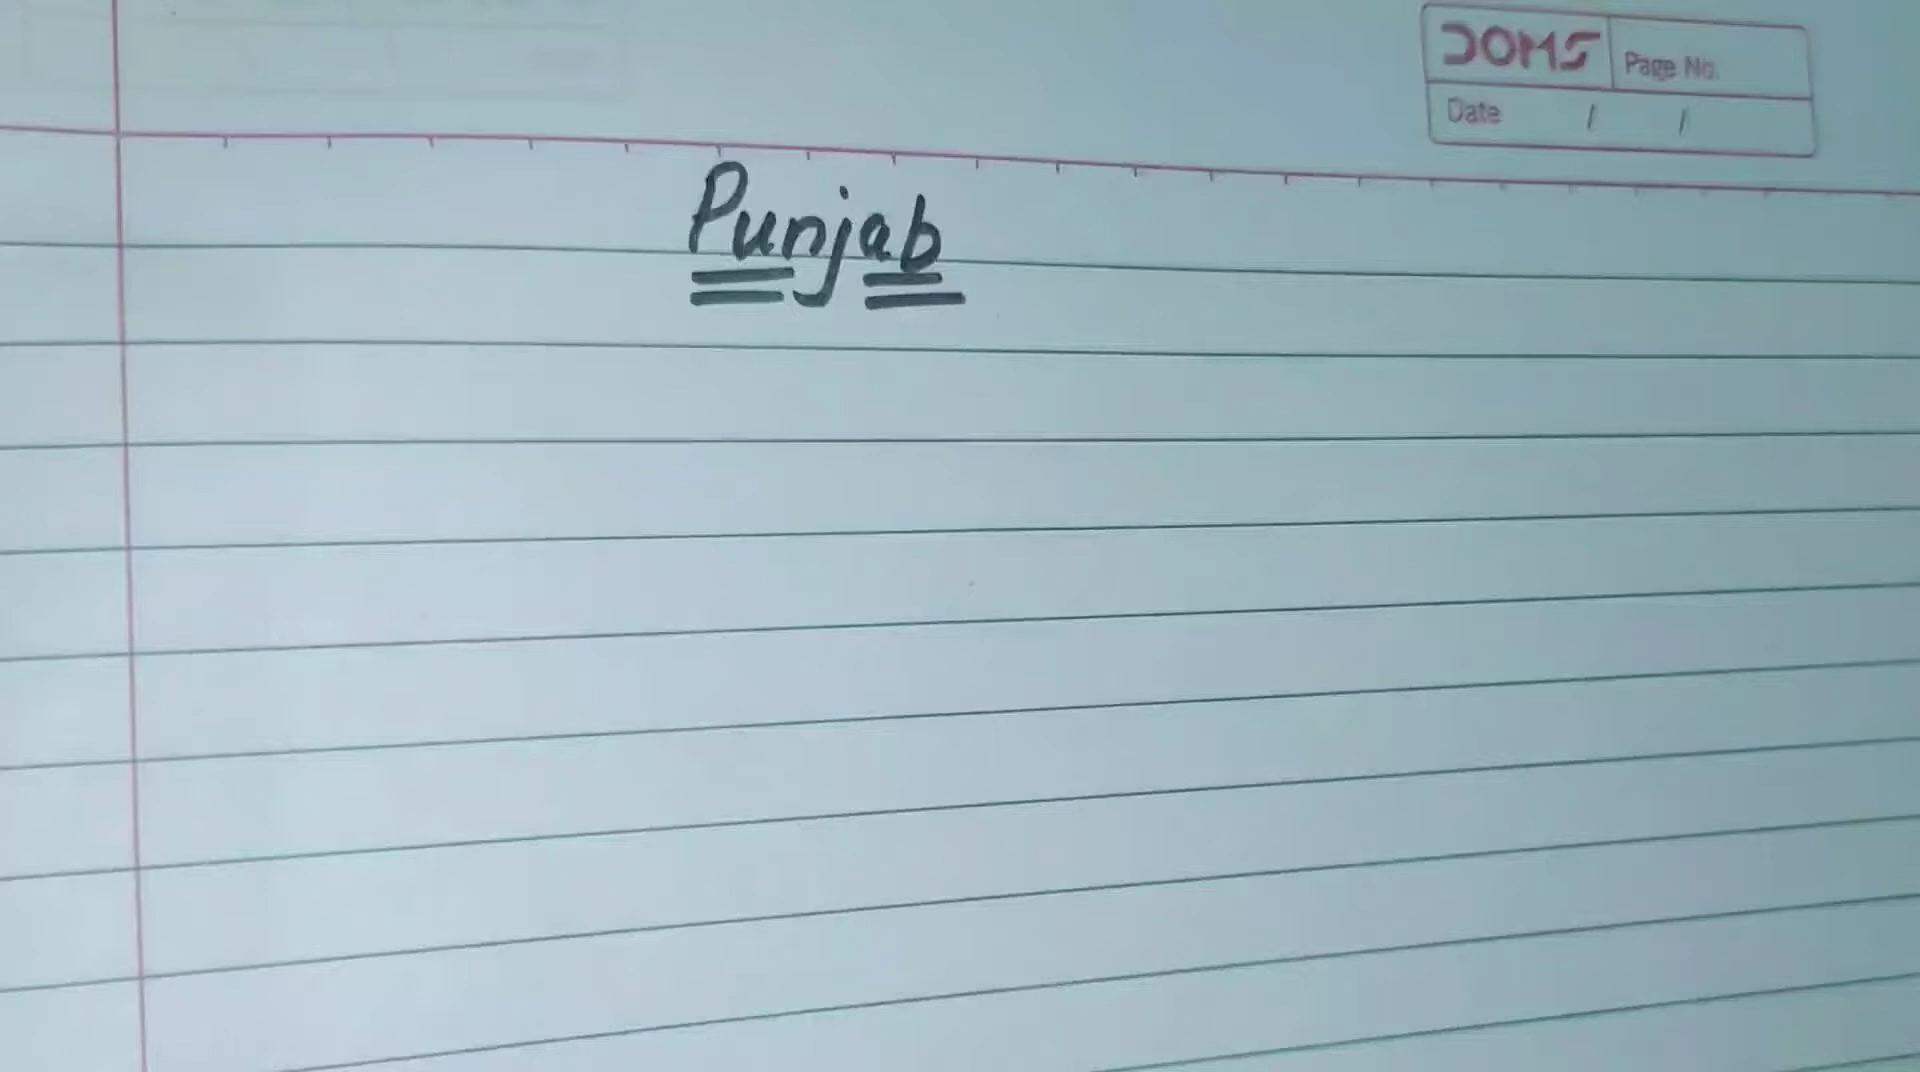 DOMS
Page No.
Date / /
Punjab